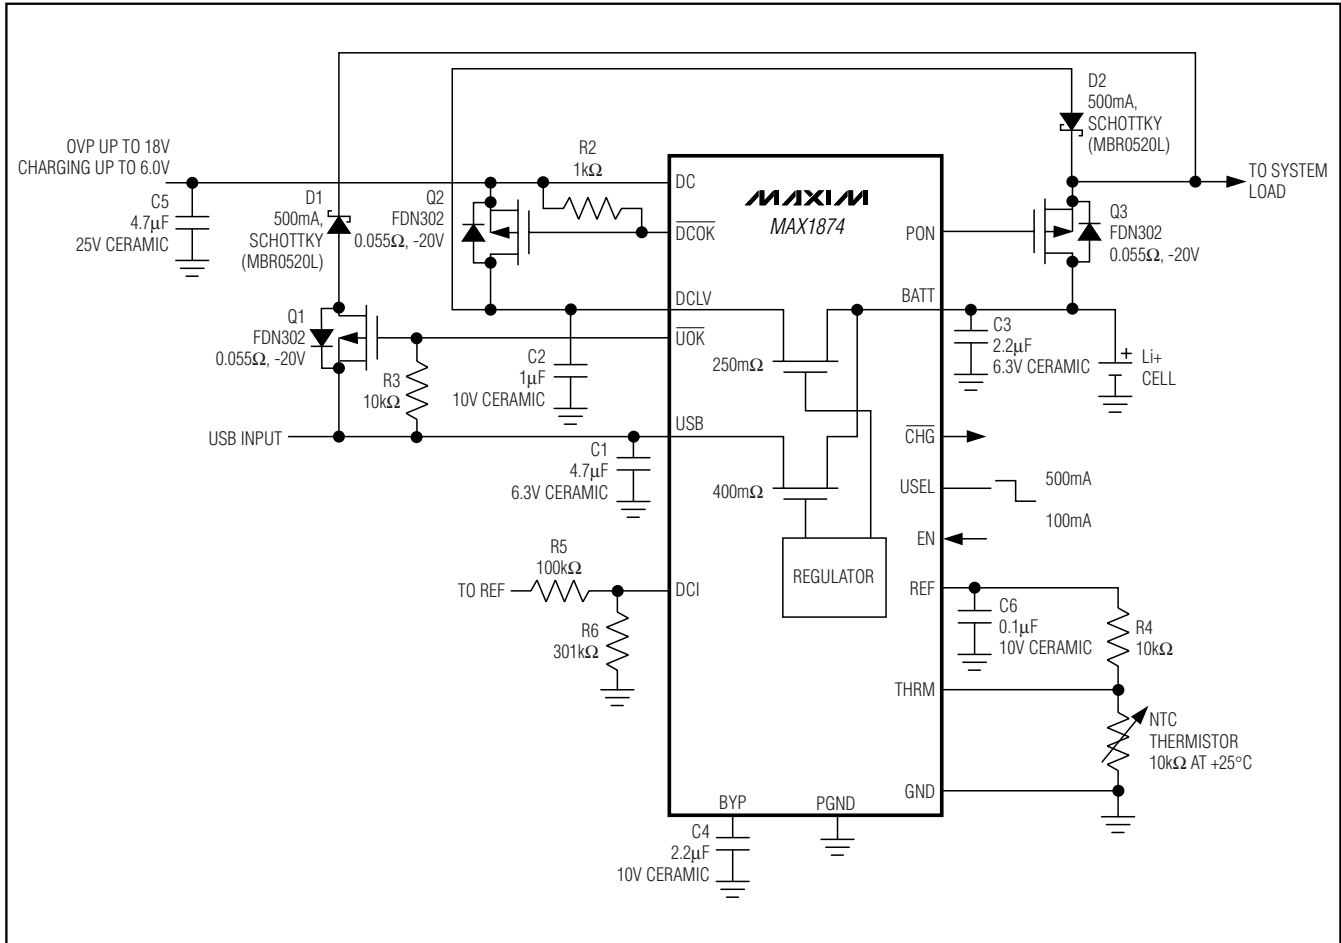 D2
500mA,
SCHOTTKY
(MBR0520L)
OVP UP TO 18V
CHARGING UP TO 6.0V
C5
4.7μF
25V CERAMIC
D1
500mA,
SCHOTTKY
(MBR0520L)
Q2
FDN302
0.055Ω, -20V
R2
1kΩ
DC
MAXIM
MAX1874
DCOK
PON
TO SYSTEM
LOAD
Q3
FDN302
0.055Ω, -20V
DCLV
BATT
Q1
FDN302
0.055Ω, -20V
UOK
R3
10kΩ
C2
1μF
10V CERAMIC
250mΩ
C3
2.2μF
6.3V CERAMIC
+
Li+
CELL
USB INPUT
USB
C1
4.7μF
6.3V CERAMIC
400mΩ
CHG
USEL
500mA
100mA
EN
REGULATOR
R5
100kΩ
TO REF
DCI
R6
301kΩ
REF
C6
0.1μF
10V CERAMIC
R4
10kΩ
THRM
NTC
THERMISTOR
10kΩ AT +25°C
GND
BYP
PGND
C4
2.2μF
10V CERAMIC